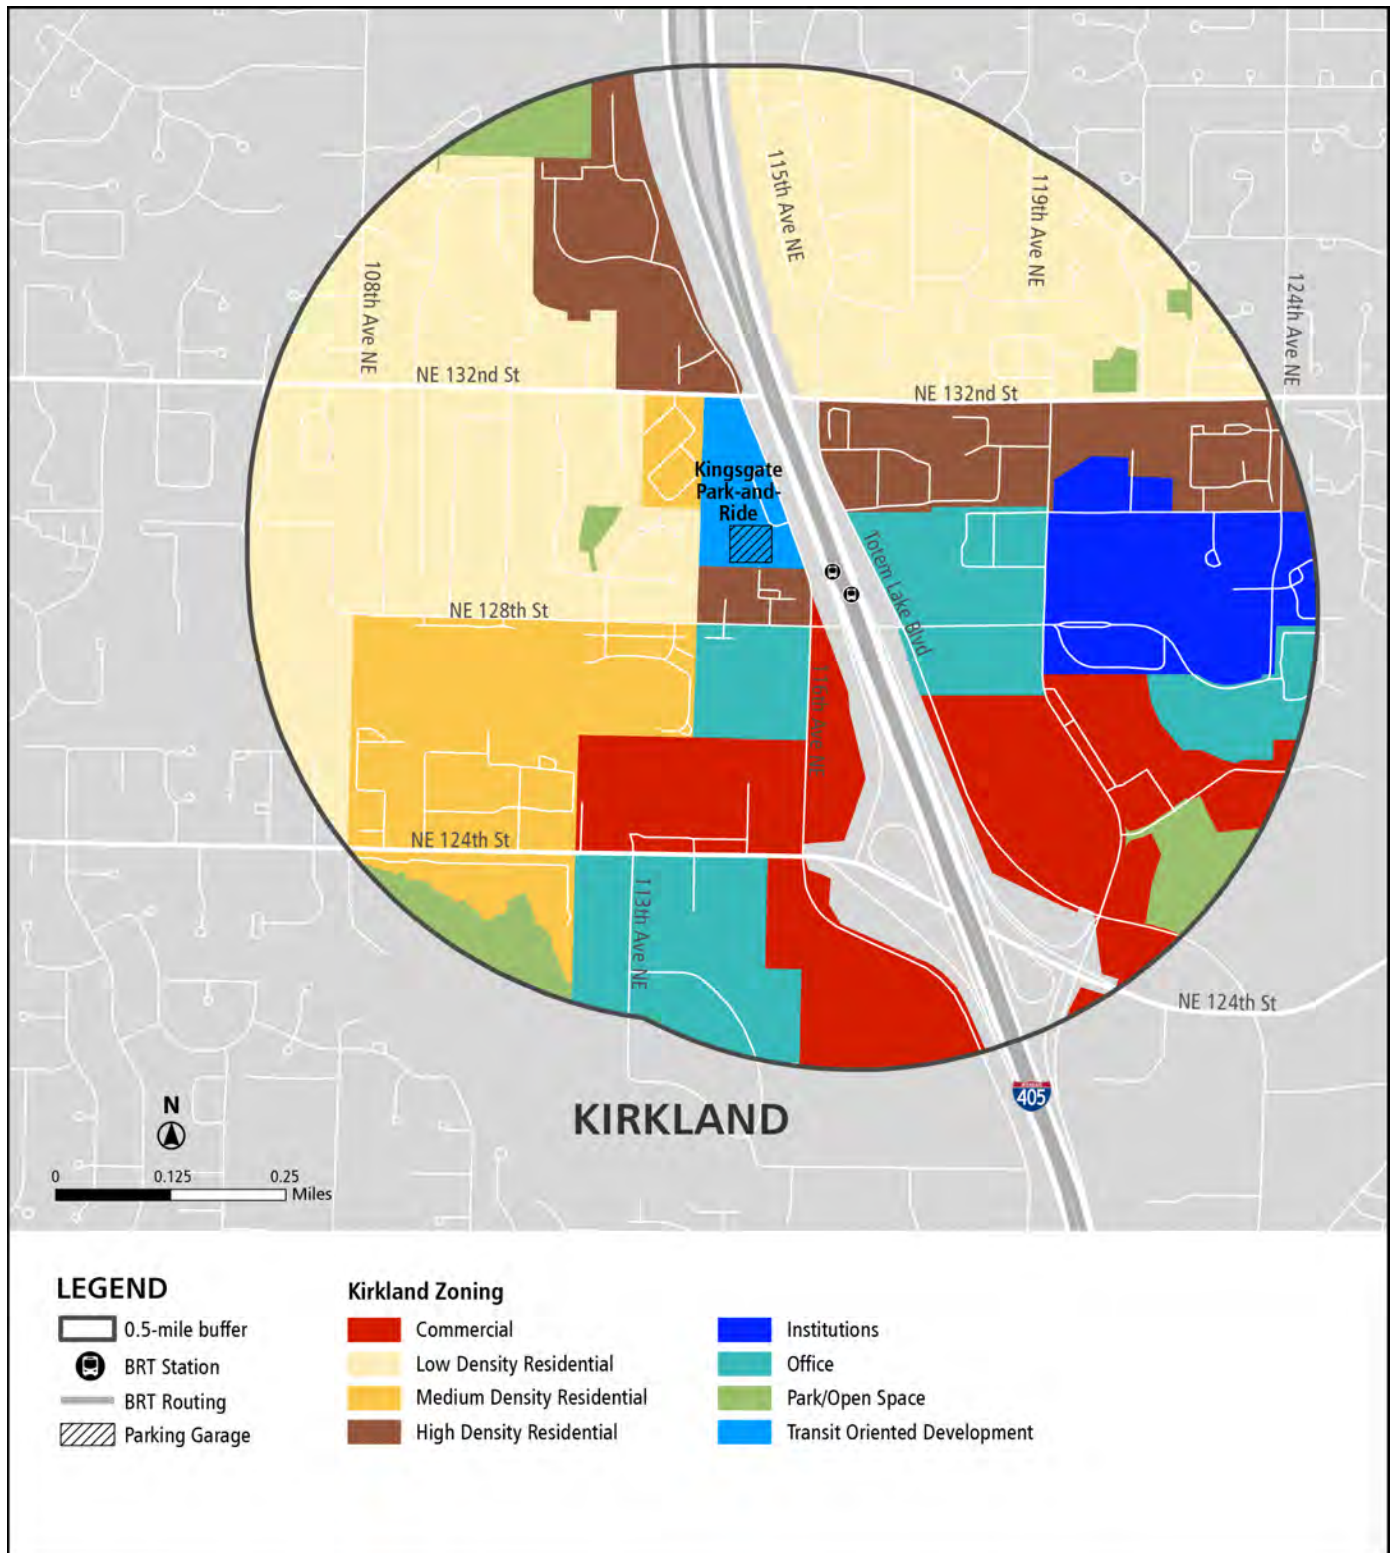 115th Ave NE
119th Ave NE
108th Ave NE
124th Ave NE
NE 132nd St
NE 132nd St
Kingsgate
Park-and-
Ride
Totem Lake Blvd
NE 128th St
116th Ave NE
NE 124th St
113th Ave NE
NE 124th St
405
KIRKLAND
N
0 0.125 0.25
Miles
LEGEND
0.5-mile buffer
BRT Station
BRT Routing
Parking Garage
Kirkland Zoning
Commercial
Low Density Residential
Medium Density Residential
High Density Residential
Institutions
Office
Park/Open Space
Transit Oriented Development